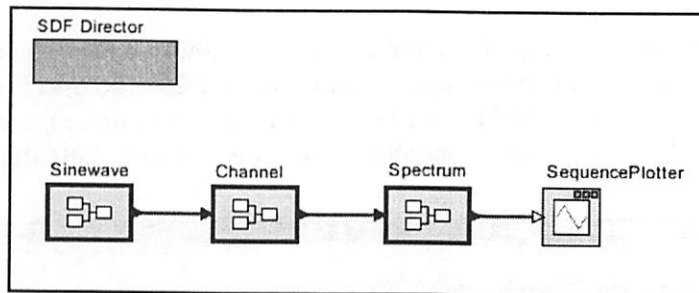 SDF Director
Sinewave
Channel
Spectrum
SequencePlotter